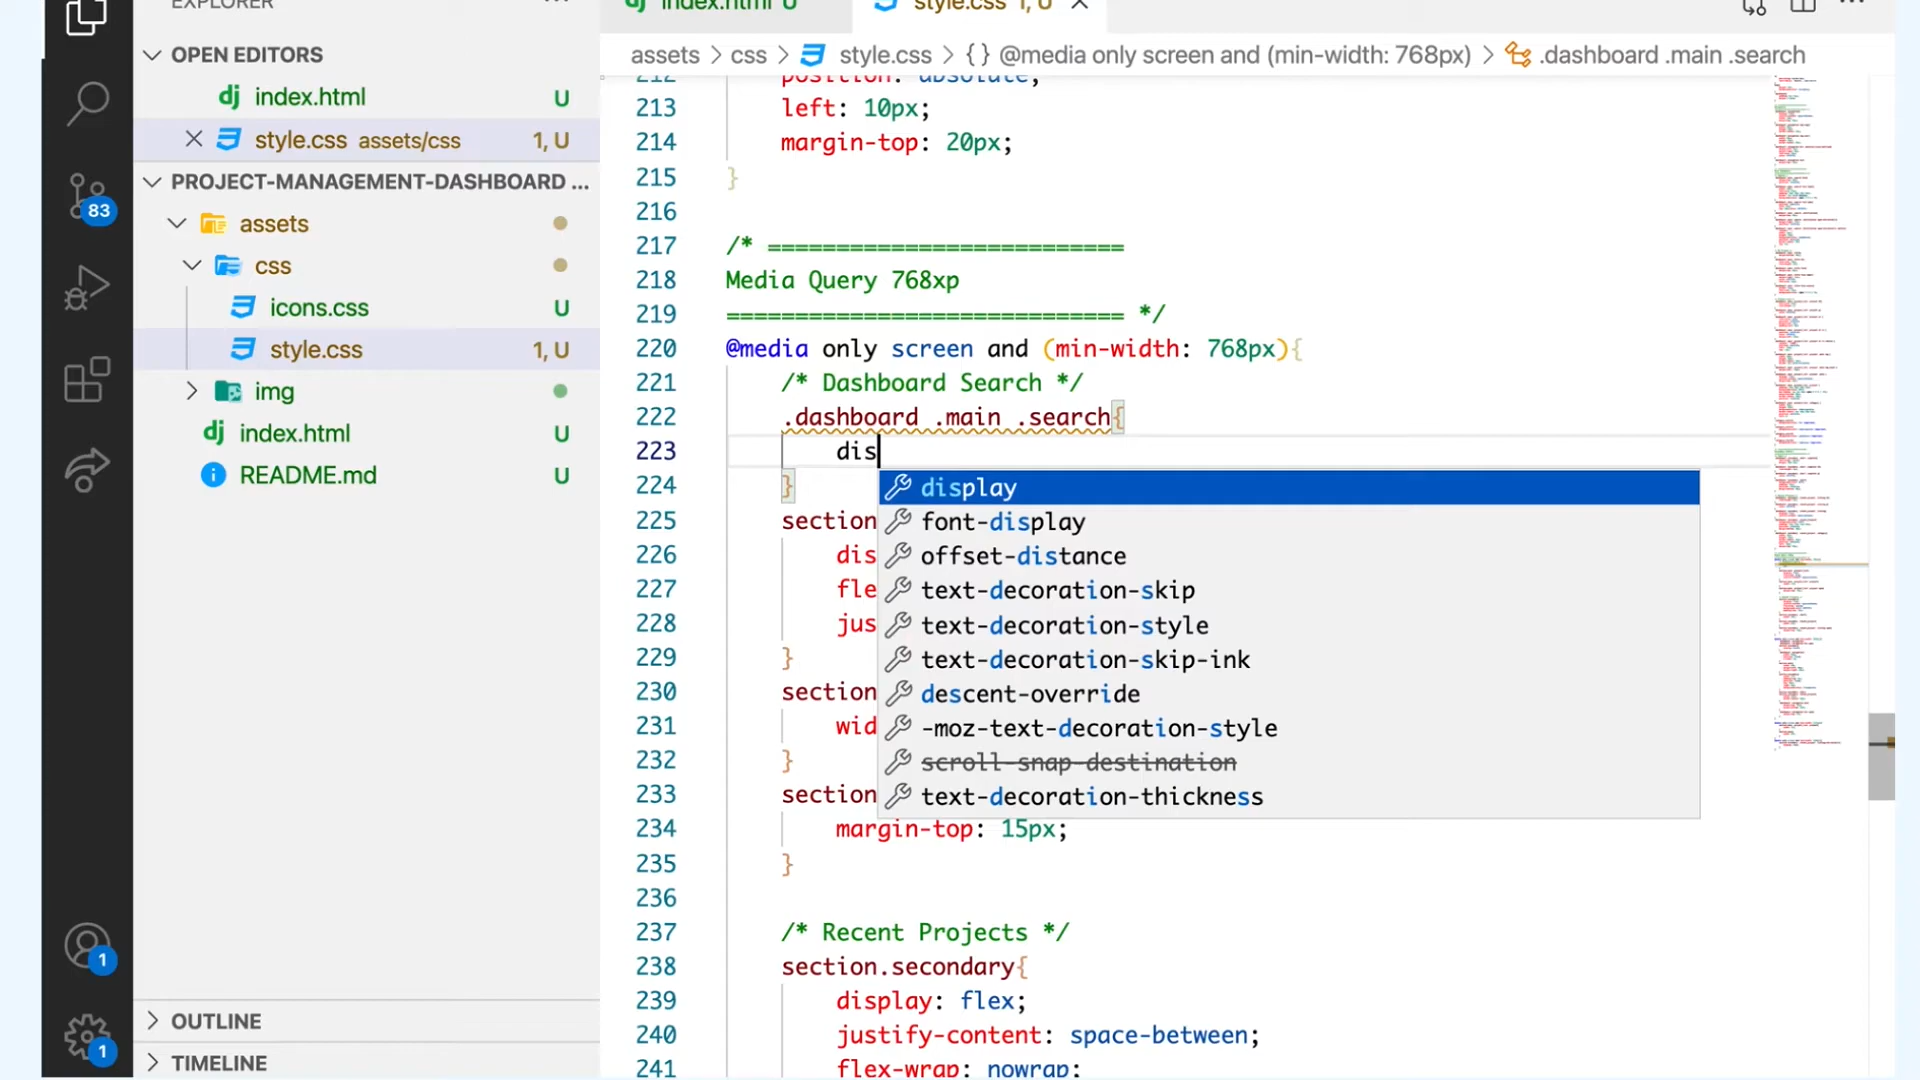 EXPLORER
index.html U
style.css 1, U
OPEN EDITORS
assets > css > style.css > {} @media only screen and (min-width: 768px) > .dashboard .main .search
index.html U
style.css assets/css 1, U
PROJECT-MANAGEMENT-DASHBOARD ...
assets
css
icons.css U
style.css 1, U
img
index.html U
README.md U
83
1
1
OUTLINE
TIMELINE
212 position: absolute;
213 left: 10px;
214 margin-top: 20px;
215 }
216
217 /* ==========================
218 Media Query 768xp
219 ============================= */
220 @media only screen and (min-width: 768px){
221 /* Dashboard Search */
222 .dashboard .main .search{
223 dis
224 }
225 section
226 dis
227 fle
228 jus
229 }
230 section
231 wid
232 }
233 section
234 margin-top: 15px;
235 }
236
237 /* Recent Projects */
238 section.secondary{
239 display: flex;
240 justify-content: space-between;
241 flex-wrap: nowrap;
display
font-display
offset-distance
text-decoration-skip
text-decoration-style
text-decoration-skip-ink
descent-override
-moz-text-decoration-style
scroll-snap-destination
text-decoration-thickness